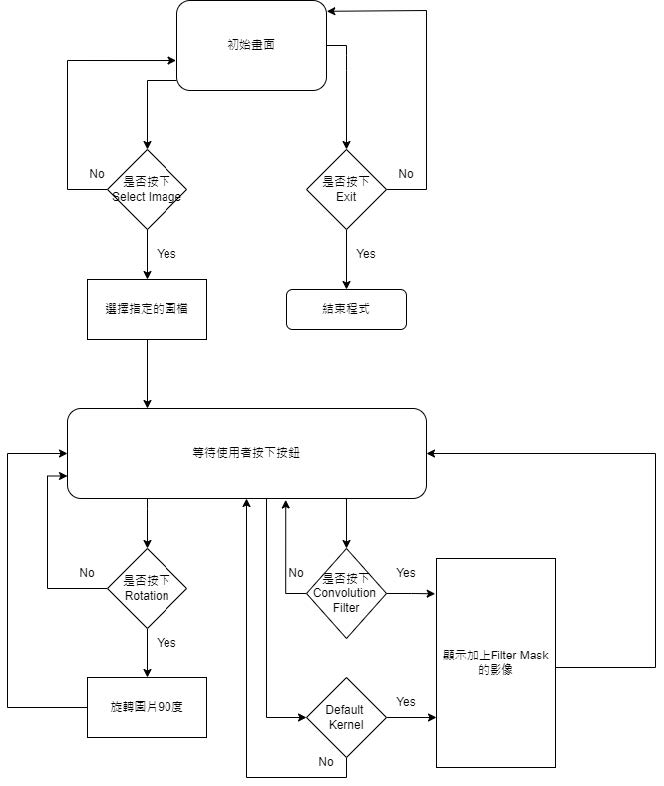 初始畫面
No
是否按下
Select Image
Yes
是否按下
Exit
No
Yes
選擇指定的圖檔
結束程式
等待使用者按下按鈕
No
是否按下
Rotation
Yes
旋轉圖片90度
No
是否按下
Convolution
Filter
Yes
顯示加上Filter Mask
的影像
Default
Kernel
Yes
No